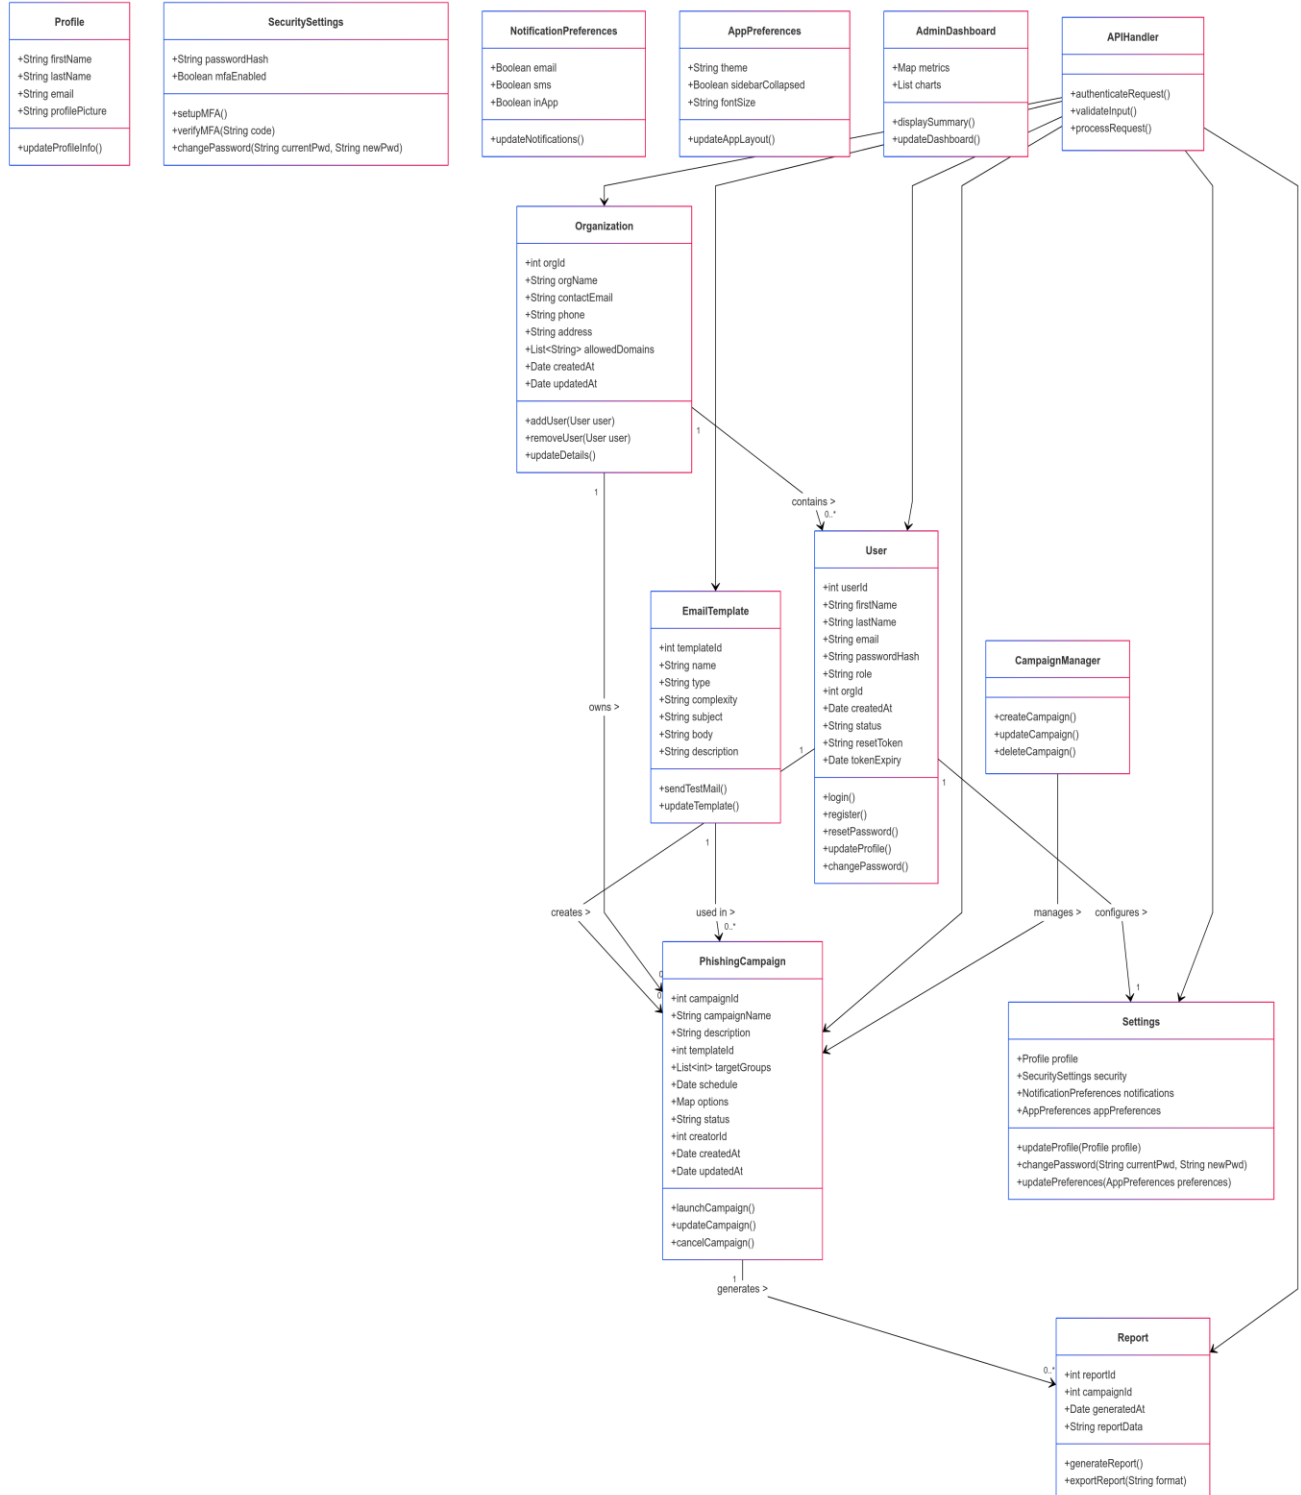 Profile
+String firstName
+String lastName
+String email
+String profilePicture
+updateProfileInfo()
SecuritySettings
+String passwordHash
+Boolean mfaEnabled
+setupMFA()
+verifyMFA(String code)
+changePassword(String currentPwd, String newPwd)
NotificationPreferences
+Boolean email
+Boolean sms
+Boolean inApp
+updateNotifications()
AppPreferences
+String theme
+Boolean sidebarCollapsed
+String fontSize
+updateAppLayout()
AdminDashboard
+Map metrics
+List charts
+displaySummary()
+updateDashboard()
APIHandler
+authenticateRequest()
+validateInput()
+processRequest()
Organization
+int orgId
+String orgName
+String contactEmail
+String phone
+String address
+List<String> allowedDomains
+Date createdAt
+Date updatedAt
+addUser(User user)
+removeUser(User user)
+updateDetails()
1
1
contains >
0..*
User
+int userId
+String firstName
+String lastName
+String email
+String passwordHash
+String role
+int orgId
+Date createdAt
+String status
+String resetToken
+Date tokenExpiry
+login()
+register()
+resetPassword()
+updateProfile()
+changePassword()
1
1
EmailTemplate
+int templateId
+String name
+String type
+String complexity
+String subject
+String body
+String description
+sendTestMail()
+updateTemplate()
1
owns >
CampaignManager
+createCampaign()
+updateCampaign()
+deleteCampaign()
creates >
used in >
0..*
manages >
configures >
1
0
0
PhishingCampaign
+int campaignId
+String campaignName
+String description
+int templateId
+List<int> targetGroups
+Date schedule
+Map options
+String status
+int creatorId
+Date createdAt
+Date updatedAt
+launchCampaign()
+updateCampaign()
+cancelCampaign()
Settings
+Profile profile
+SecuritySettings security
+NotificationPreferences notifications
+AppPreferences appPreferences
+updateProfile(Profile profile)
+changePassword(String currentPwd, String newPwd)
+updatePreferences(AppPreferences preferences)
1
generates >
0..*
Report
+int reportId
+int campaignId
+Date generatedAt
+String reportData
+generateReport()
+exportReport(String format)